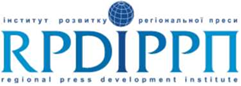 інститут розвитку регіональної преси
RPDIРРП
regional press development institute